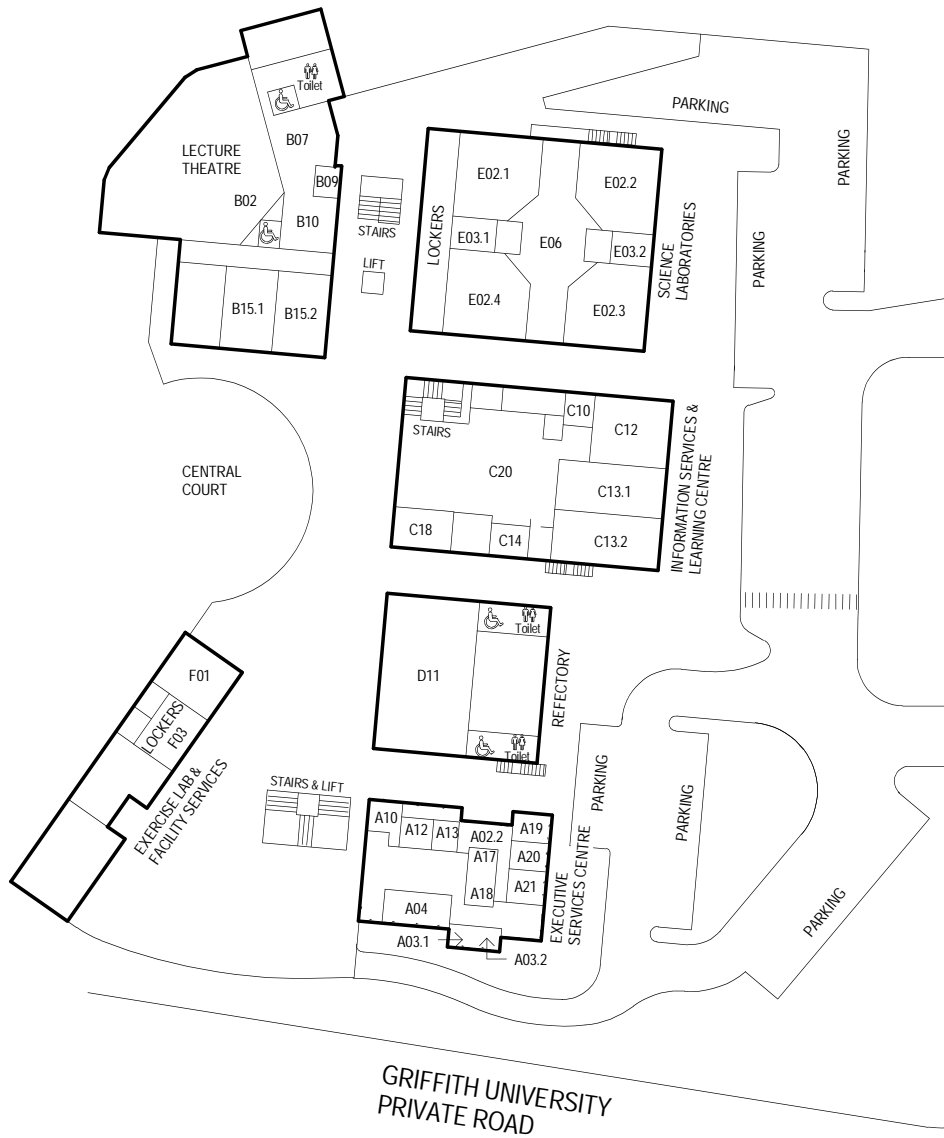 Toilet
PARKING
B07
LECTURE
THEATRE
PARKING
B09
B02
B10
STAIRS
LIFT
B15.1
B15.2
LOCKERS
E02.1
E02.2
E03.1
E06
E03.2
E02.4
E02.3
SCIENCE
LABORATORIES
PARKING
STAIRS
C10
C12
C20
C13.1
C18
C14
C13.2
INFORMATION SERVICES &
LEARNING CENTRE
CENTRAL
COURT
Toilet
D11
REFECTORY
Toilet
F01
LOCKERS
F03
EXERCISE LAB &
FACILITY SERVICES
STAIRS & LIFT
A10
A12
A13
A02.2
A19
A17
A20
A18
A21
A04
A03.1
A03.2
EXECUTIVE
SERVICES CENTRE
PARKING
PARKING
PARKING
GRIFFITH UNIVERSITY
PRIVATE ROAD